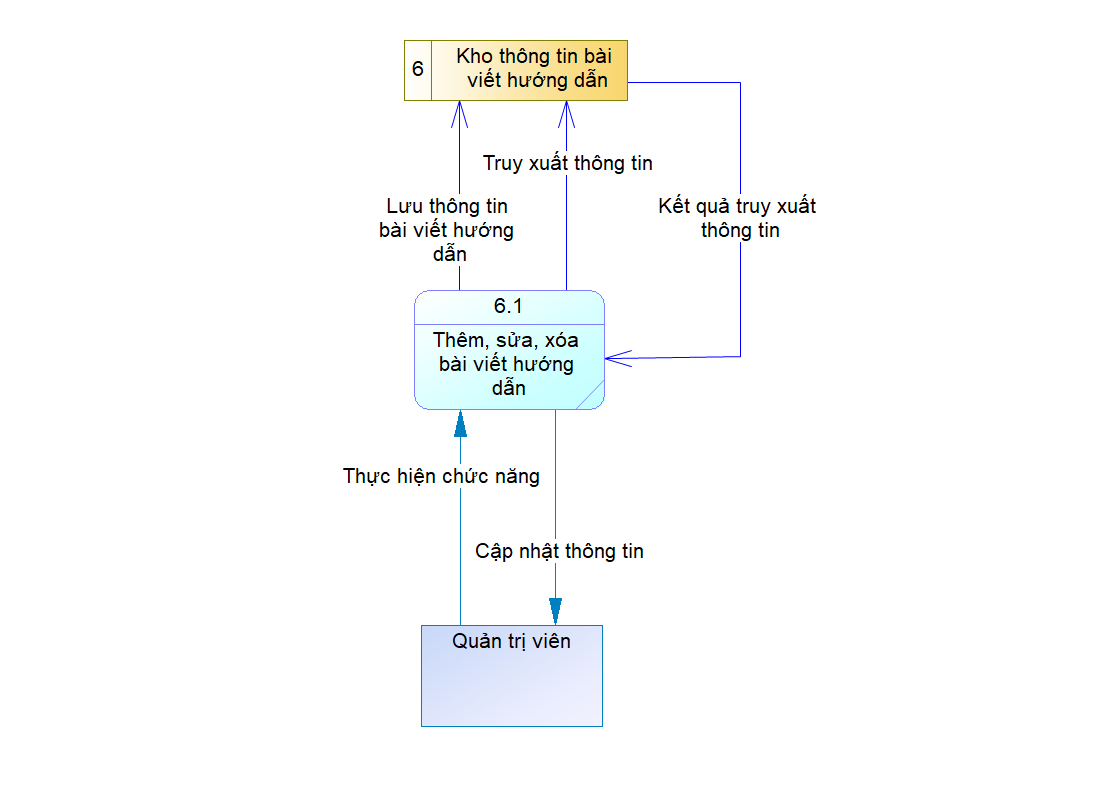 6
Kho thông tin bài
viết hướng dẫn
Truy xuất thông tin
Lưu thông tin
bài viết hướng
dẫn
Kết quả truy xuất
thông tin
6.1
Thêm, sửa, xóa
bài viết hướng
dẫn
Thực hiện chức năng
Cập nhật thông tin
Quản trị viên